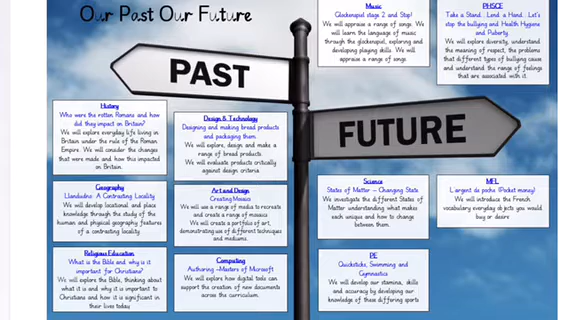 Our Past Our Future
PAST
FUTURE
Music
Glockenspiel stage 2 and Stop!
We will appraise a range of songs. We
will learn the language of music
through the glockenspiel, exploring and
developing playing skills. We will
appraise a range of songs.
PHSCE
Take a Stand...Lend a Hand...Let's
stop the bullying and Health Hygiene
and Puberty.
We will explore diversity, understand
the meaning of respect, the problems
that different types of bullying cause
and understand the range of feelings
that are associated with it.
History
Who were the rotten Romans and how
did they impact on Britain?
We will explore everyday life living in
Britain under the rule of the Roman
Empire. We will consider the changes
that were made and how this impacted
on Britain.
Design & Technology
Designing and making bread products
and packaging them.
We will explore, design and make a
range of bread products.
We will evaluate products critically
against design criteria
Geography
Llandudno: A Contrasting Locality
We will develop locational and place
knowledge through the study of the
human and physical geography features
of a contrasting locality
Art and Design
Creating Mosaics
We will use a range of media to recreate
and create a range of mosaics
We will create a portfolio of art,
demonstrating use of different techniques
and mediums.
Religious Education
What is the Bible and why is it
important for Christians?
We will explore the Bible, thinking about
what it is and why it is important to
Christians and how it is significant in
their lives today
Computing
Authoring -Masters of Microsoft
We will explore how digital tools can
support the creation of new documents
across the curriculum.
Science
States of Matter – Changing State
We investigate the different States of
Matter understanding what makes
each unique and how to change
between them.
MFL
L'argent de poche (Pocket money)
We will introduce the French
vocabulary everyday objects you would
buy or desire
PE
Quicksticks, Swimming and
Gymnastics
We will develop our stamina, skills
and accuracy by developing our
knowledge of these differing sports